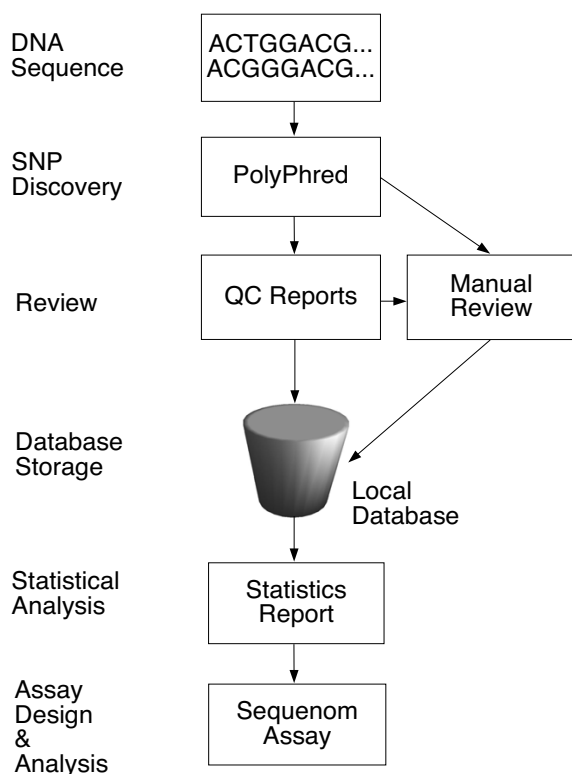 DNA
Sequence
ACTGGACG...
ACGGGACG...
SNP
Discovery
PolyPhred
Review
QC Reports
Manual
Review
Database
Storage
Local
Database
Statistical
Analysis
Statistics
Report
Assay
Design
&
Analysis
Sequenom
Assay